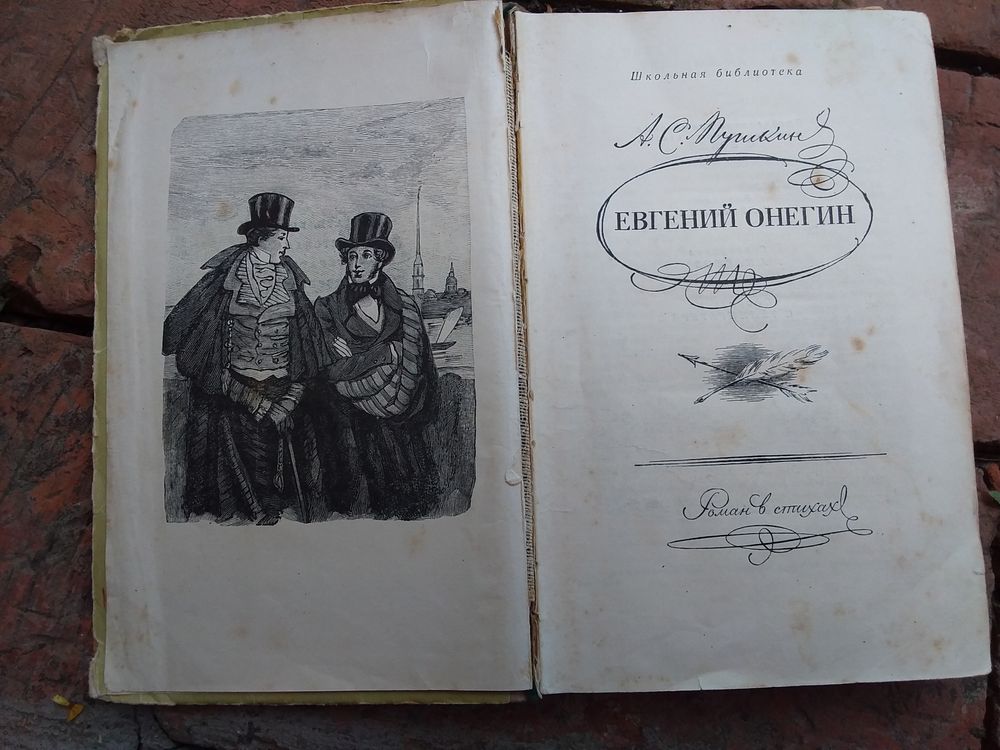 Школьная библиотека
А. С. Пушкин
ЕВГЕНИЙ ОНЕГИН
Роман в стихах